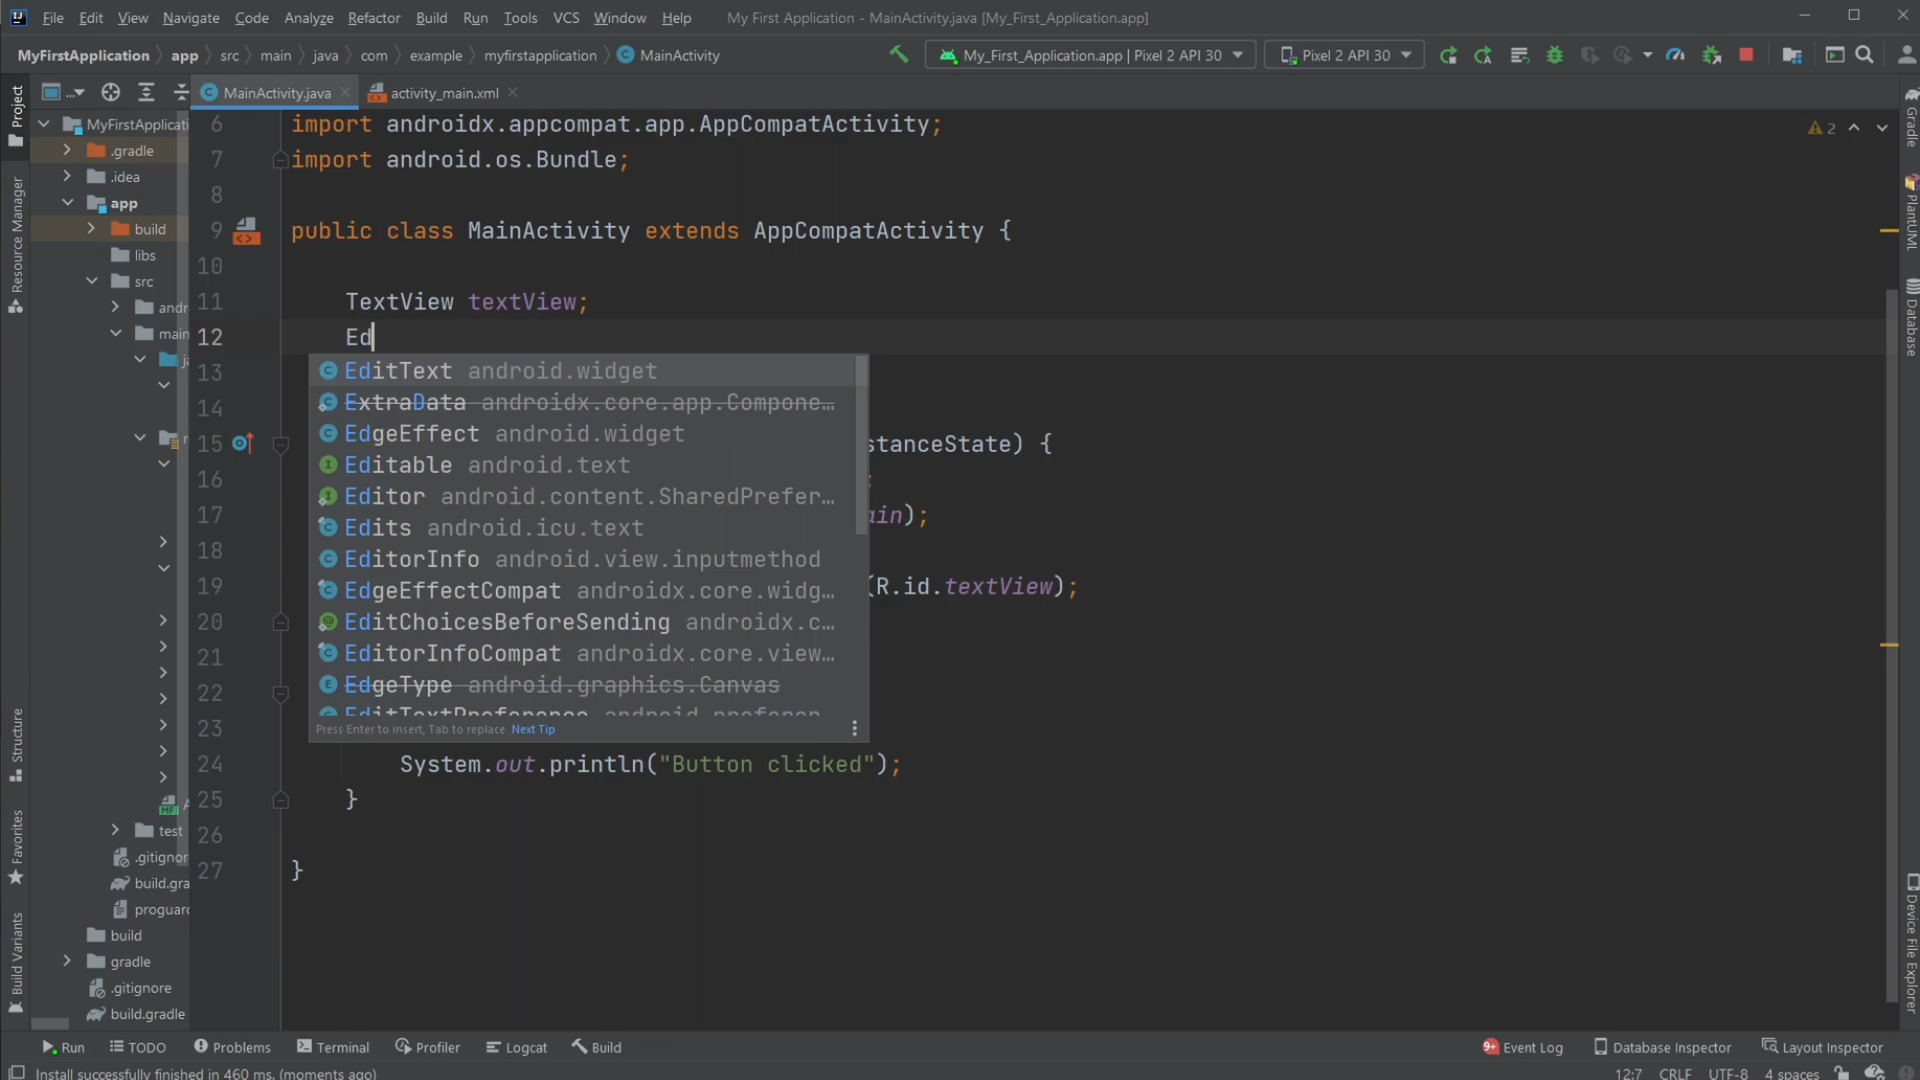 File Edit View Navigate Code Analyze Refactor Build Run Tools VCS Window Help My First Application - MainActivity.java [My_First_Application.app]
MyFirstApplication app src main java com example myfirstapplication MainActivity My_First_Application.app | Pixel 2 API 30 Pixel 2 API 30
... MainActivity.java activity_main.xml
Project
Resource Manager
Structure
Favorites
Build Variants
MyFirstApplicati
.gradle
.idea
app
build
libs
src
andr
main
ja
r
A
test
.gitignor
build.gra
proguard
build
gradle
.gitignore
build.gradle
6 import androidx.appcompat.app.AppCompatActivity;
7 import android.os.Bundle;
8
9 public class MainActivity extends AppCompatActivity {
10
11 TextView textView;
12 Ed
13
14
15 stanceState) {
16 ;
17 ain);
18
19 (R.id.textView);
20
21
22
23
24 System.out.println("Button clicked");
25 }
26
27 }
EditText android.widget
ExtraData androidx.core.app.Compone…
EdgeEffect android.widget
Editable android.text
Editor android.content.SharedPrefer…
Edits android.icu.text
EditorInfo android.view.inputmethod
EdgeEffectCompat androidx.core.widg…
EditChoicesBeforeSending androidx.c…
EditorInfoCompat androidx.core.view…
EdgeType android.graphics.Canvas
EditTextPreference android.preferen
Press Enter to insert, Tab to replace Next Tip
2
Gradle
PlantUML
Database
Device File Explorer
Run TODO Problems Terminal Profiler Logcat Build 9+ Event Log Database Inspector Layout Inspector
Install successfully finished in 460 ms. (moments ago) 12:7 CRLF UTF-8 4 spaces